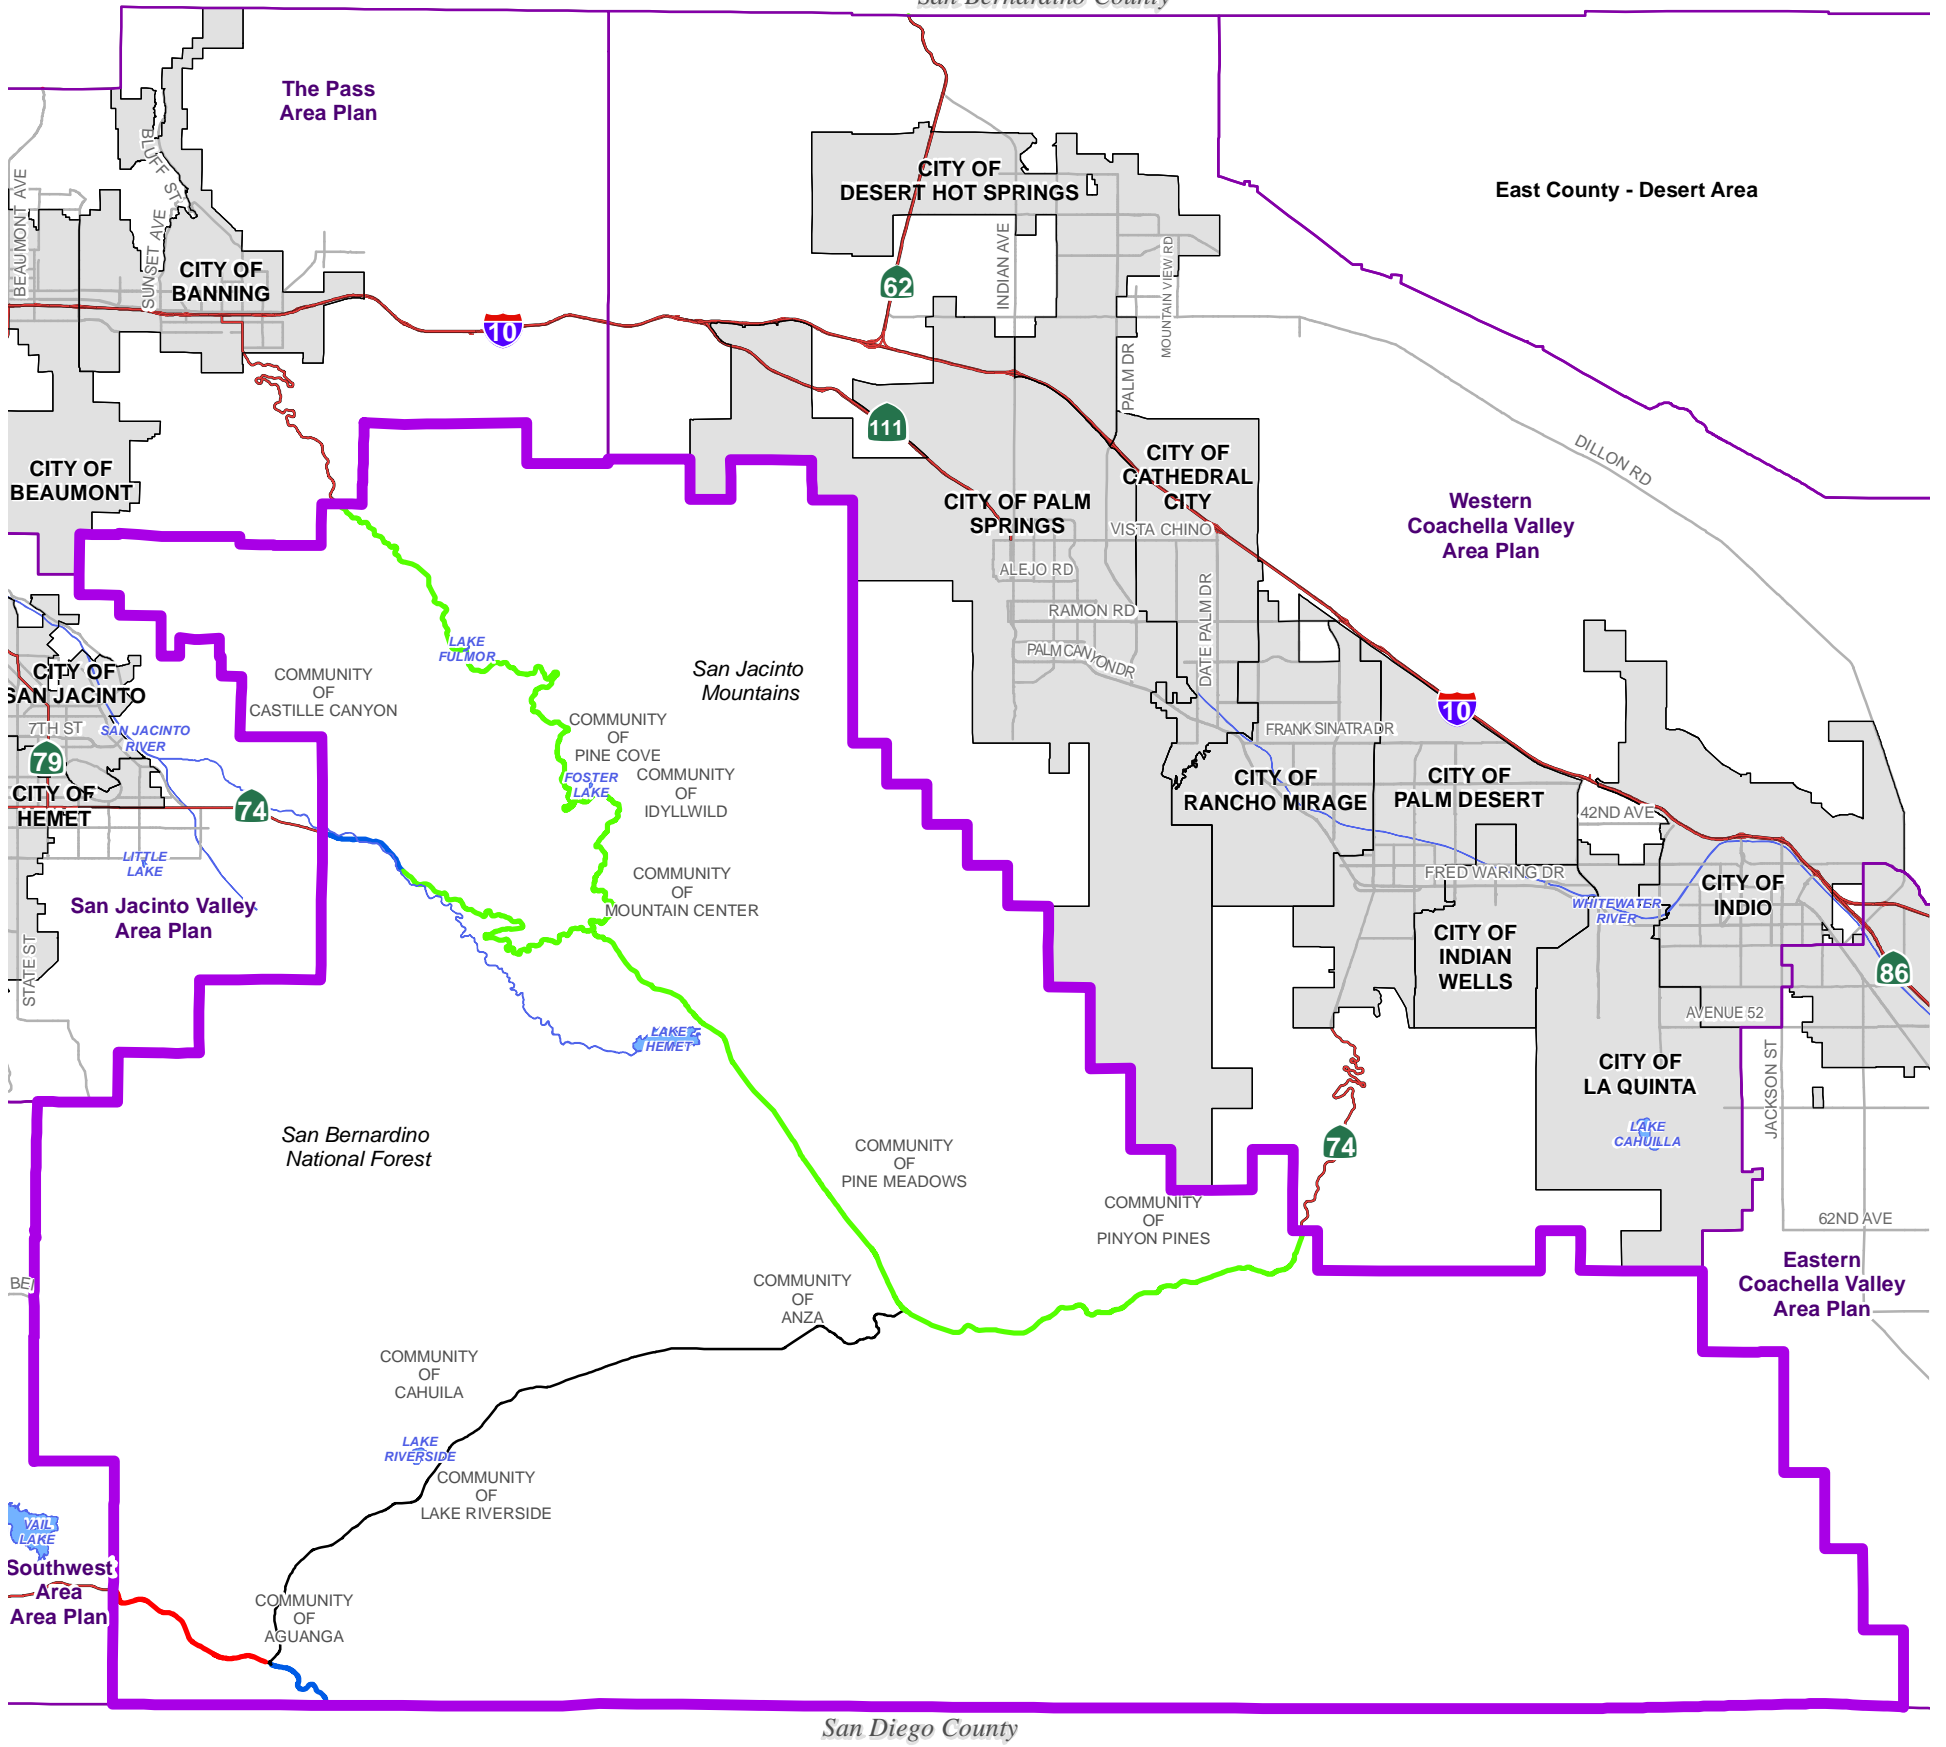 San Bernardino County
The Pass
Area Plan
BLUFF ST
BEAUMONT AVE
SUNSET AVE
CITY OF
BANNING
10
CITY OF
DESERT HOT SPRINGS
62
INDIAN AVE
MOUNTAIN VIEW RD
PALM DR
East County - Desert Area
111
DILLON RD
CITY OF
BEAUMONT
CITY OF
CATHEDRAL
CITY
CITY OF PALM
SPRINGS
VISTA CHINO
Western
Coachella Valley
Area Plan
ALEJO RD
RAMON RD
DATE PALM DR
PALM CANYON DR
LAKE
FULMOR
San Jacinto
Mountains
CITY OF
SAN JACINTO
COMMUNITY
OF
CASTILLE CANYON
7TH ST
SAN JACINTO
RIVER
79
COMMUNITY
OF
PINE COVE
FOSTER
LAKE
COMMUNITY
OF
IDYLLWILD
10
FRANK SINATRA DR
CITY OF
RANCHO MIRAGE
CITY OF
PALM DESERT
CITY OF
HEMET
74
42ND AVE
LITTLE
LAKE
COMMUNITY
OF
MOUNTAIN CENTER
FRED WARING DR
CITY OF
INDIO
San Jacinto Valley
Area Plan
WHITEWATER
RIVER
CITY OF
INDIAN
WELLS
STATE ST
86
AVENUE 52
LAKE
HEMET
CITY OF
LA QUINTA
JACKSON ST
San Bernardino
National Forest
LAKE
CAHUILLA
74
COMMUNITY
OF
PINE MEADOWS
COMMUNITY
OF
PINYON PINES
62ND AVE
BE
Eastern
Coachella Valley
Area Plan
COMMUNITY
OF
ANZA
COMMUNITY
OF
CAHUILA
LAKE
RIVERSIDE
COMMUNITY
OF
LAKE RIVERSIDE
VAIL
LAKE
Southwest
Area
Area Plan
COMMUNITY
OF
AGUANGA
San Diego County